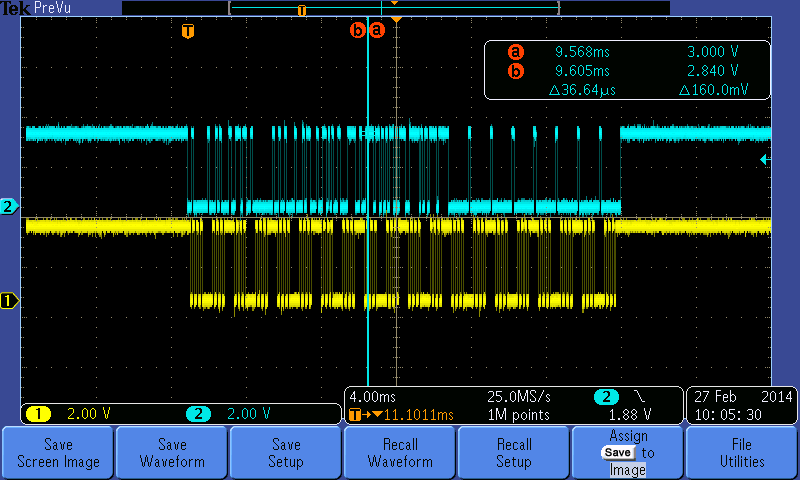 Tek PreVu
T
T b a
a 9.568ms 3.000 V
b 9.605ms 2.840 V
Δ36.64µs Δ160.0mV
2
1
1 2.00 V 2 2.00 V
4.00ms 25.0MS/s 2 1.88 V
T→▼11.1011ms 1M points
27 Feb 2014
10:05:30
Save Screen Image
Save Waveform
Save Setup
Recall Waveform
Recall Setup
Assign Save to Image
File Utilities